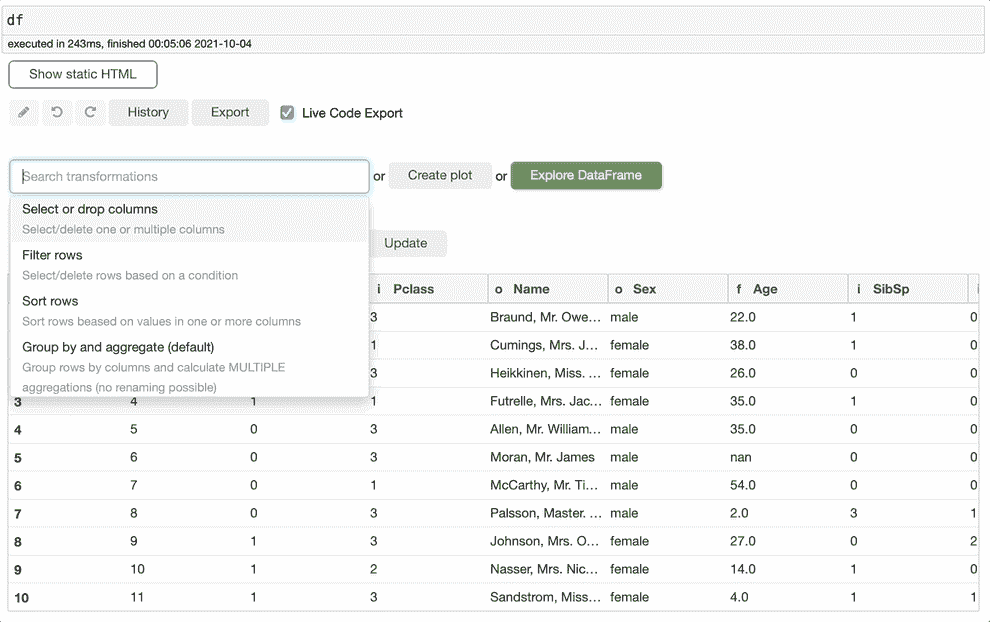 df
executed in 243ms, finished 00:05:06 2021-10-04
Show static HTML
History Export Live Code Export
Search transformations or Create plot or Explore DataFrame
Select or drop columns
Select/delete one or multiple columns
Update
Filter rows
Select/delete rows based on a condition
i Pclass o Name o Sex f Age i SibSp i
Sort rows
Sort rows beased on values in one or more columns
Group by and aggregate (default)
Group rows by columns and calculate MULTIPLE
aggregations (no renaming possible)
3 Braund, Mr. Owe... male 22.0 1 0
1 Cumings, Mrs. J... female 38.0 1 0
3 Heikkinen, Miss. ... female 26.0 0 0
3 4 1 1 Futrelle, Mrs. Jac... female 35.0 1 0
4 5 0 3 Allen, Mr. William... male 35.0 0 0
5 6 0 3 Moran, Mr. James male nan 0 0
6 7 0 1 McCarthy, Mr. Ti... male 54.0 0 0
7 8 0 3 Palsson, Master. ... male 2.0 3 1
8 9 1 3 Johnson, Mrs. O... female 27.0 0 2
9 10 1 2 Nasser, Mrs. Nic... female 14.0 1 0
10 11 1 3 Sandstrom, Miss... female 4.0 1 1